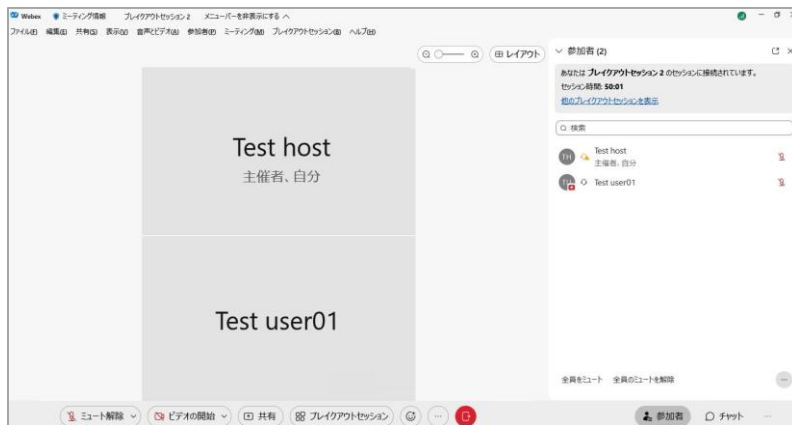 Webex ミーティング情報 ブレイクアウトセッション 2 メニューバーを非表示にする
ファイル(F) 編集(E) 共有(S) 表示(V) 音声とビデオ(A) 参加者(P) ミーティング(M) ブレイクアウトセッション(B) ヘルプ(H)
レイアウト
Test host
主催者、自分
Test user01
参加者 (2)
あなたは ブレイクアウトセッション 2 のセッションに接続されています。
セッション時間: 50:01
他のブレイクアウトセッションを表示
検索
TH Test host
主催者、自分
Test user01
全員をミュート 全員のミュートを解除
ミュート解除 ビデオの開始 共有 ブレイクアウトセッション 参加者 チャット